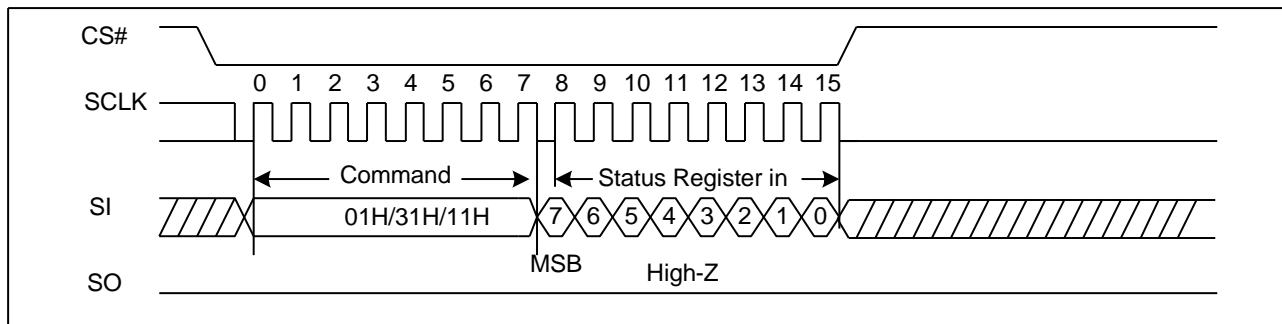 CS#
0 1 2 3 4 5 6 7 8 9 10 11 12 13 14 15
SCLK
Command Status Register in
SI 01H/31H/11H 7 6 5 4 3 2 1 0
MSB High-Z
SO